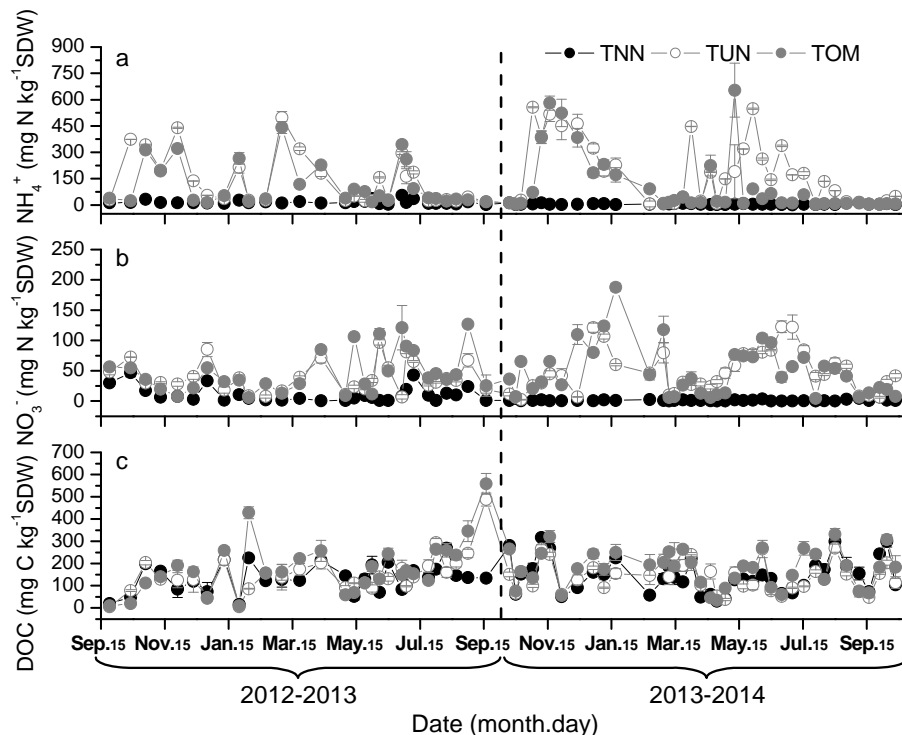 a
TNN TUN TOM
NH₄⁺ (mg N kg⁻¹SDW)
900
750
600
450
300
150
0
b
NO₃⁻ (mg N kg⁻¹SDW)
250
200
150
100
50
0
c
DOC (mg C kg⁻¹SDW)
700
600
500
400
300
200
100
0
Sep.15 Nov.15 Jan.15 Mar.15 May.15 Jul.15 Sep.15 Nov.15 Jan.15 Mar.15 May.15 Jul.15 Sep.15
2012-2013 2013-2014
Date (month.day)